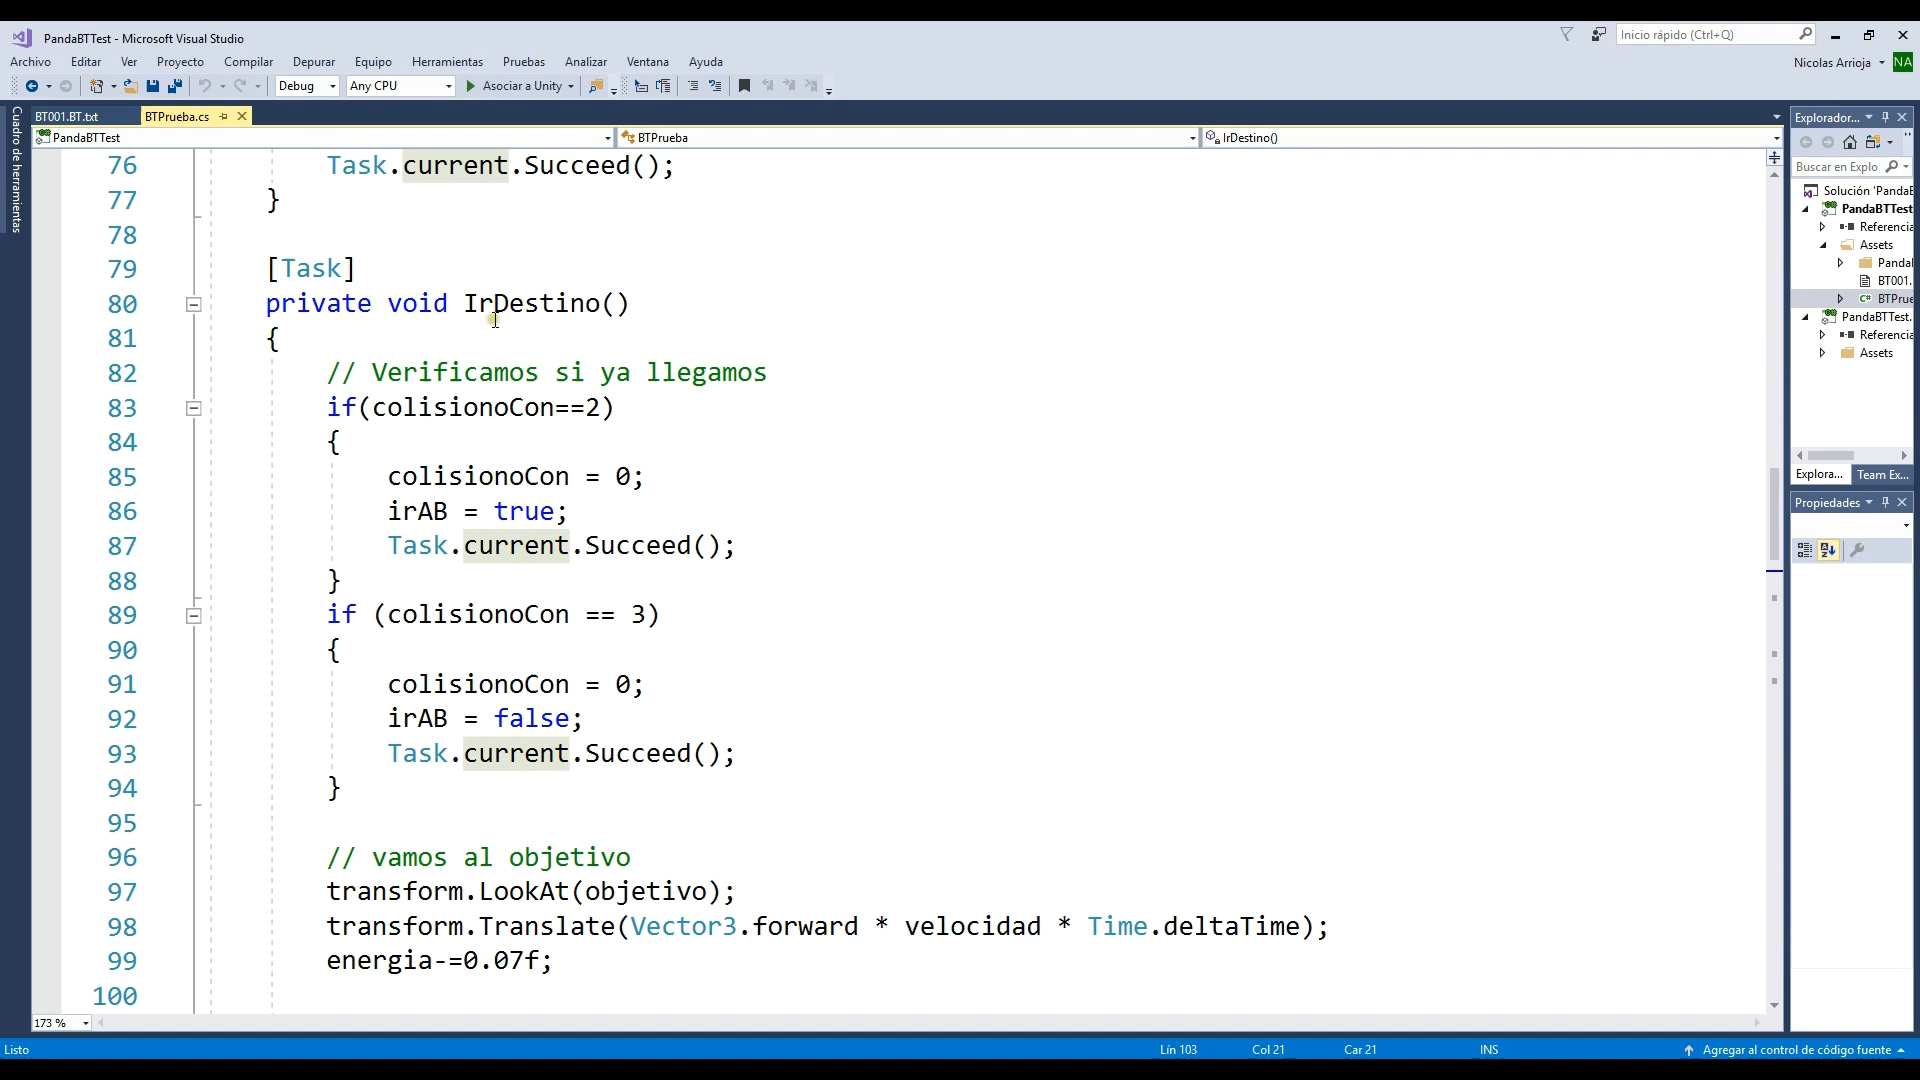 PandaBTTest - Microsoft Visual Studio
Inicio rápido (Ctrl+Q)
Archivo Editar Ver Proyecto Compilar Depurar Equipo Herramientas Pruebas Analizar Ventana Ayuda
Nicolas Arrioja NA
Debug Any CPU Asociar a Unity
Cuadro de herramientas
BT001.BT.txt BTPrueba.cs
PandaBTTest BTPrueba IrDestino()
76 Task.current.Succeed();
77 }
78
79 [Task]
80 private void IrDestino()
81 {
82 // Verificamos si ya llegamos
83 if(colisionoCon==2)
84 {
85 colisionoCon = 0;
86 irAB = true;
87 Task.current.Succeed();
88 }
89 if (colisionoCon == 3)
90 {
91 colisionoCon = 0;
92 irAB = false;
93 Task.current.Succeed();
94 }
95
96 // vamos al objetivo
97 transform.LookAt(objetivo);
98 transform.Translate(Vector3.forward * velocidad * Time.deltaTime);
99 energia-=0.07f;
100
173 %
Explorador...
Buscar en Explo
Solución 'PandaB
PandaBTTest
Referencia
Assets
Panda
BT001.
BTPrue
PandaBTTest.
Referencia
Assets
Explora... Team Ex...
Propiedades
Listo Lín 103 Col 21 Car 21 INS Agregar al control de código fuente